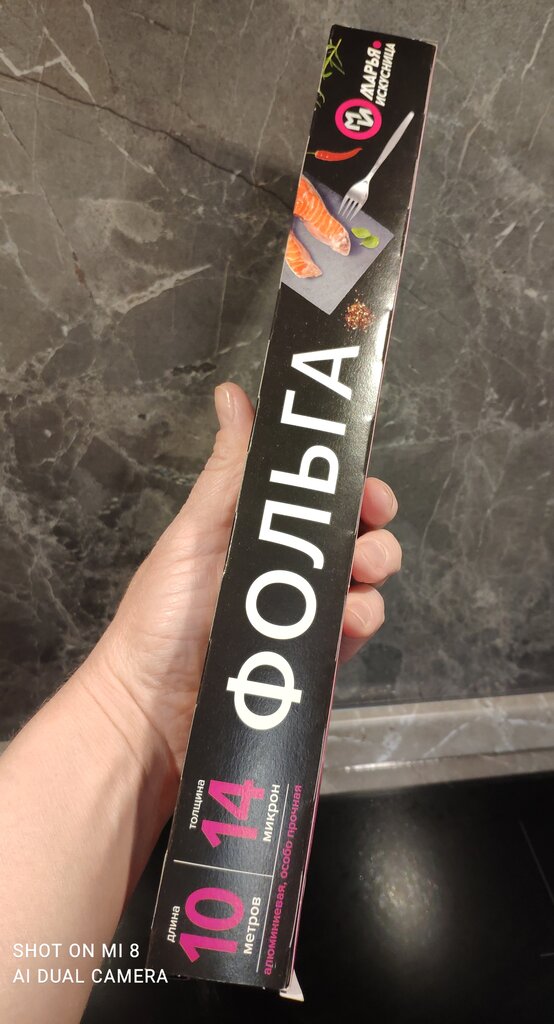 МАРЬЯ
ИСКУСНИЦА
ФОЛЬГА
длина
10
метров
толщина
14
микрон
алюминиевая, особо прочная
SHOT ON MI 8
AI DUAL CAMERA